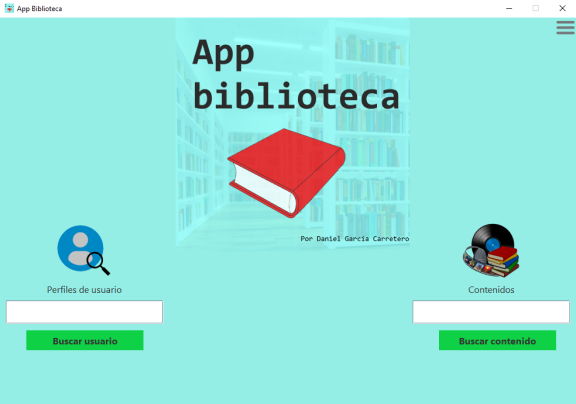 App Biblioteca
App
biblioteca
Por Daniel García Carretero
Perfiles de usuario
Contenidos
Buscar usuario
Buscar contenido